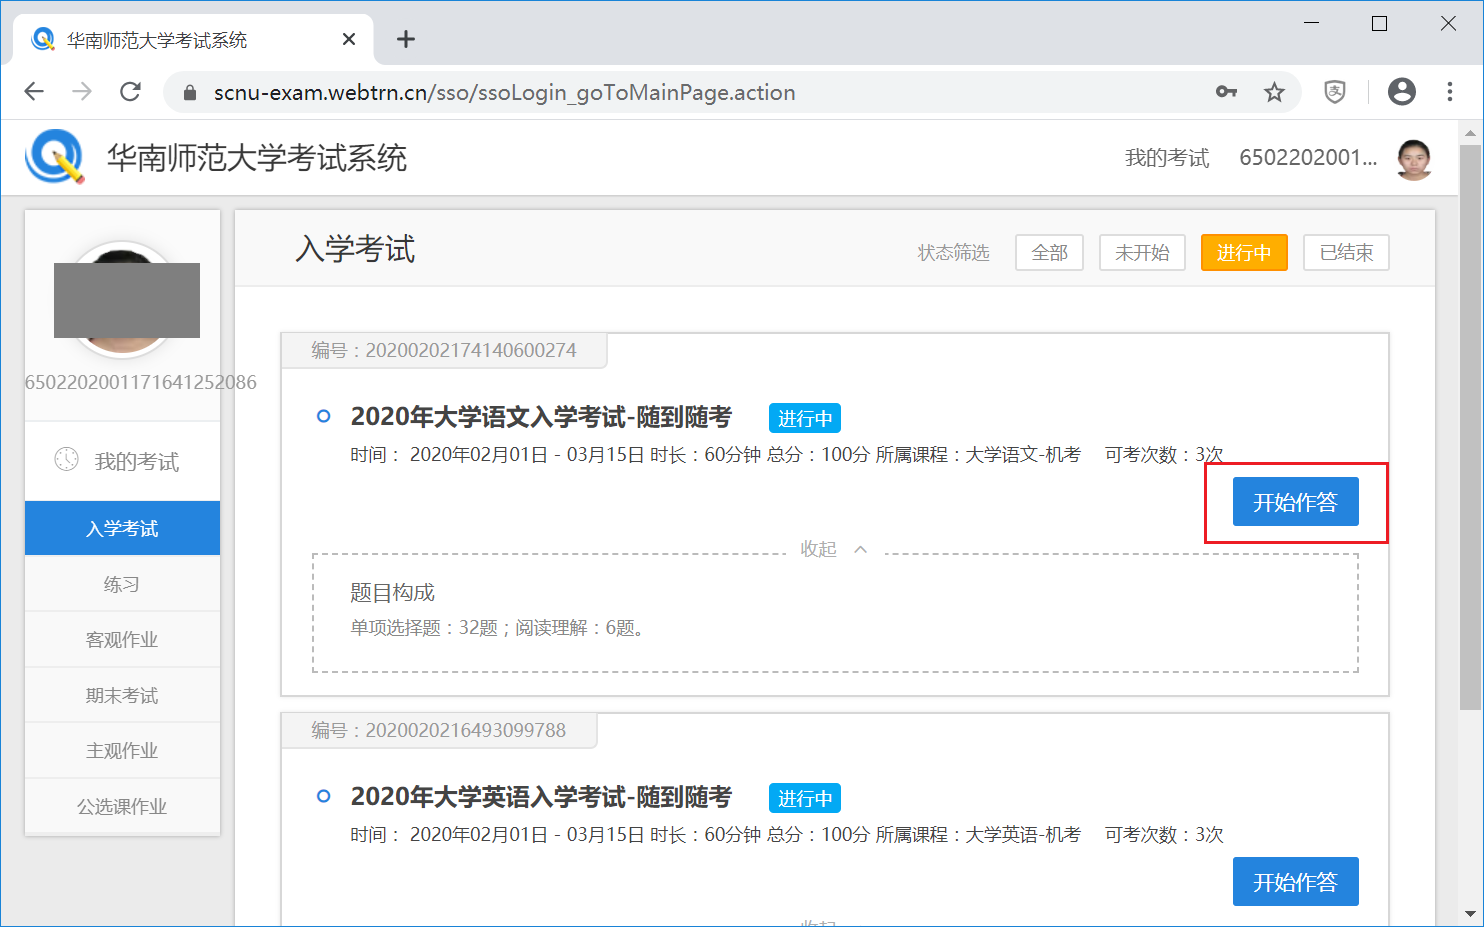 华南师范大学考试系统
scnu-exam.webtrn.cn/sso/ssoLogin_goToMainPage.action
华南师范大学考试系统
我的考试
6502202001...
6502202001171641252086
我的考试
入学考试
练习
客观作业
期末考试
主观作业
公选课作业
入学考试
状态筛选 全部 未开始 进行中 已结束
编号：20200202174140600274
2020年大学语文入学考试-随到随考 进行中
时间： 2020年02月01日 - 03月15日 时长：60分钟 总分：100分 所属课程：大学语文-机考 可考次数：3次
开始作答
收起
题目构成
单项选择题：32题；阅读理解：6题。
编号：2020020216493099788
2020年大学英语入学考试-随到随考 进行中
时间： 2020年02月01日 - 03月15日 时长：60分钟 总分：100分 所属课程：大学英语-机考 可考次数：3次
开始作答